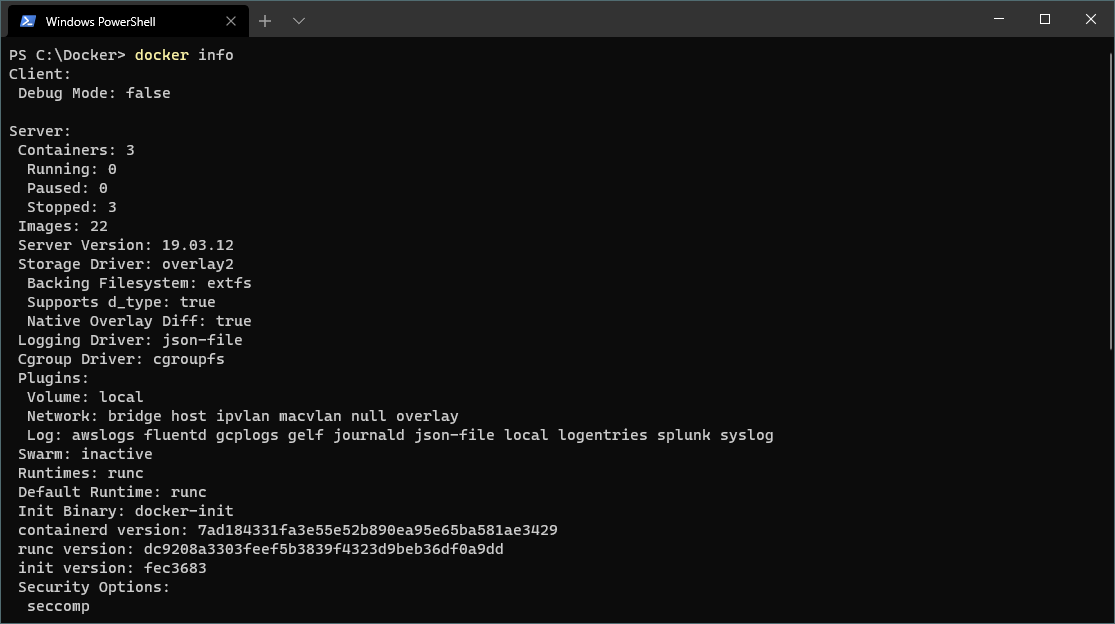 Windows PowerShell
PS C:\Docker> docker info
Client:
 Debug Mode: false

Server:
 Containers: 3
  Running: 0
  Paused: 0
  Stopped: 3
 Images: 22
 Server Version: 19.03.12
 Storage Driver: overlay2
  Backing Filesystem: extfs
  Supports d_type: true
  Native Overlay Diff: true
 Logging Driver: json-file
 Cgroup Driver: cgroupfs
 Plugins:
  Volume: local
  Network: bridge host ipvlan macvlan null overlay
  Log: awslogs fluentd gcplogs gelf journald json-file local logentries splunk syslog
 Swarm: inactive
 Runtimes: runc
 Default Runtime: runc
 Init Binary: docker-init
 containerd version: 7ad184331fa3e55e52b890ea95e65ba581ae3429
 runc version: dc9208a3303feef5b3839f4323d9beb36df0a9dd
 init version: fec3683
 Security Options:
  seccomp